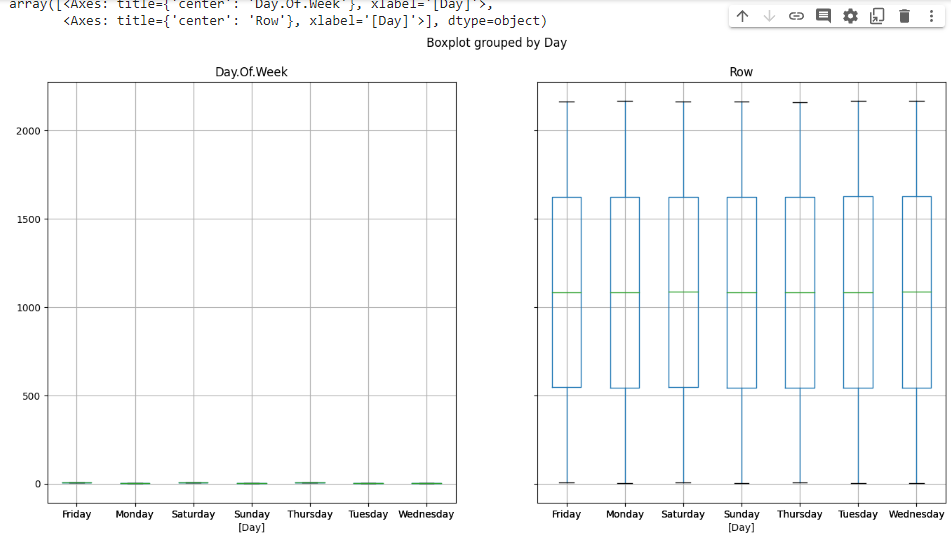 array([<Axes: title={'center': 'Day.Of.Week'}, xlabel='[Day]'>,
<Axes: title={'center': 'Row'}, xlabel='[Day]'>], dtype=object)
Boxplot grouped by Day
Day.Of.Week
2000
1500
1000
500
0
Friday Monday Saturday Sunday Thursday Tuesday Wednesday
[Day]
Row
Friday Monday Saturday Sunday Thursday Tuesday Wednesday
[Day]